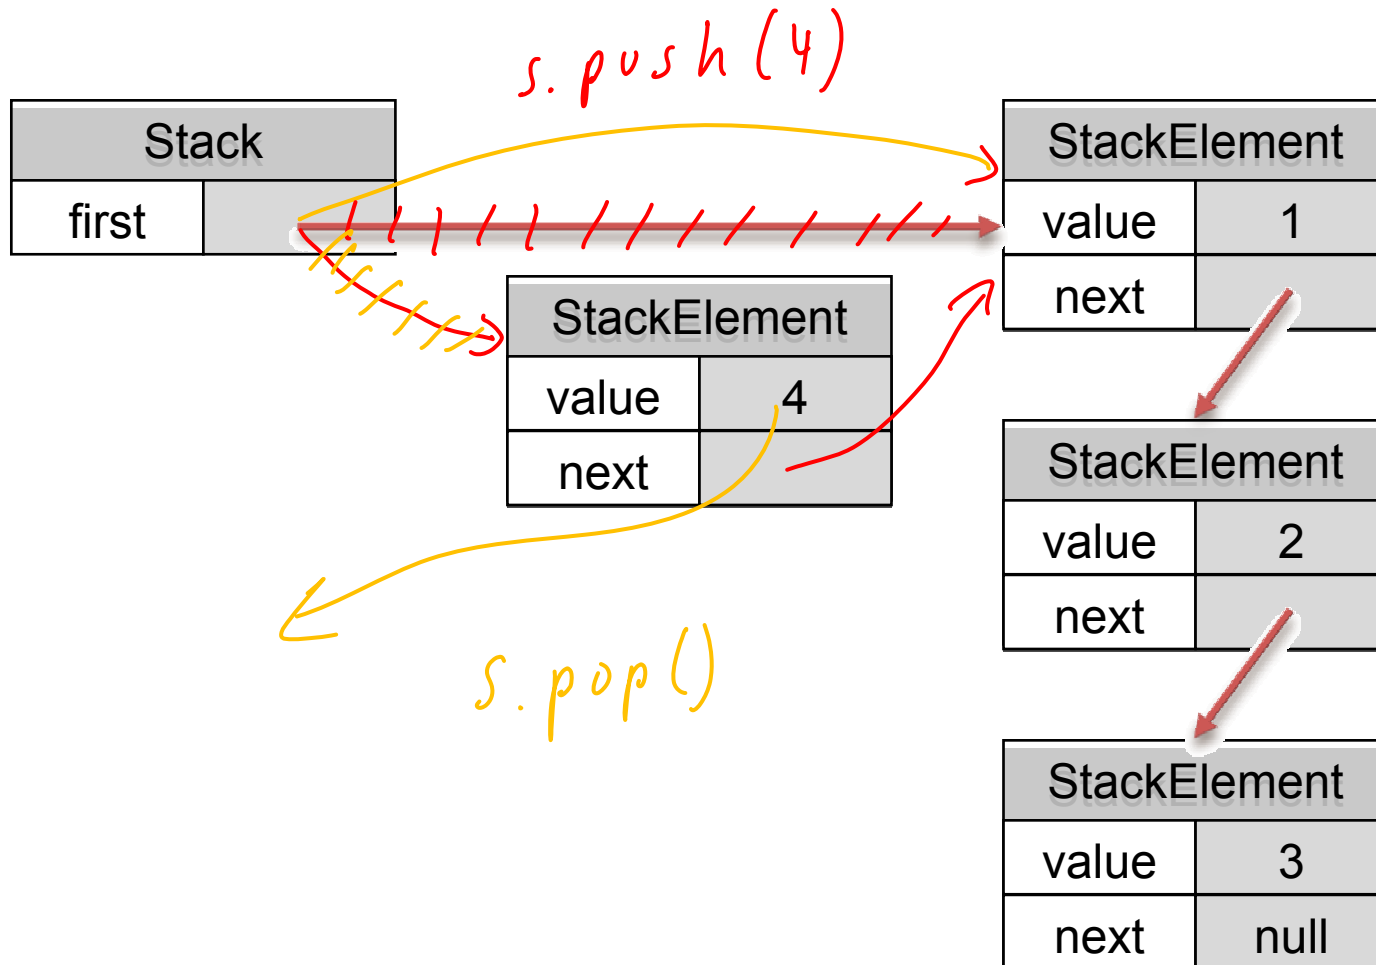 s.push(4)
Stack
first
StackElement
value 1
next
StackElement
value 4
next
StackElement
value 2
next
s.pop()
StackElement
value 3
next null